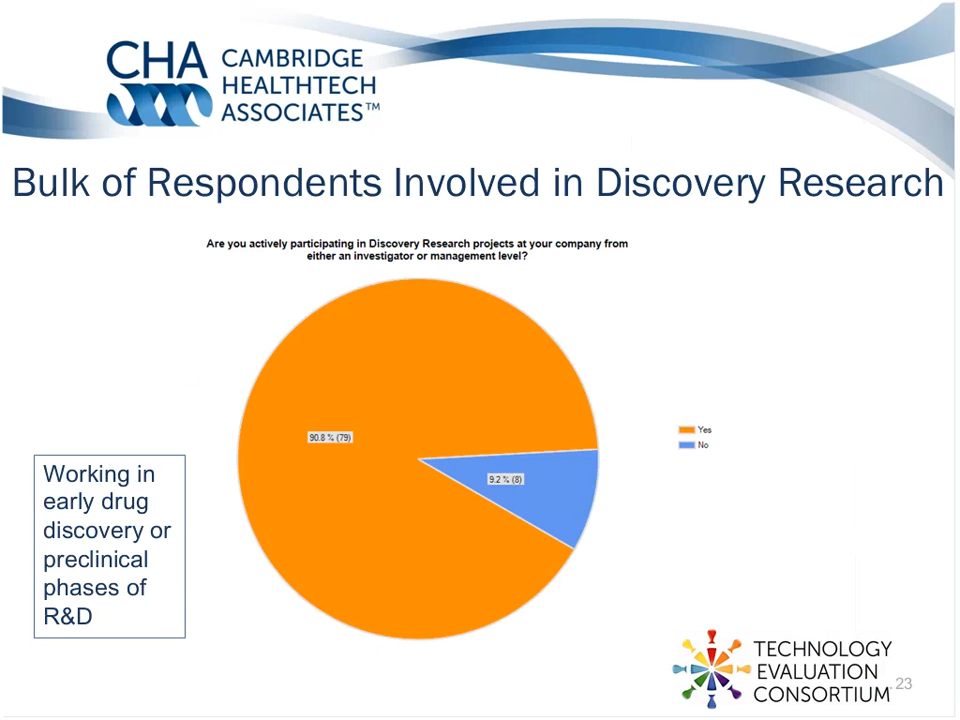 CHA CAMBRIDGE
HEALTHTECH
ASSOCIATES™
Bulk of Respondents Involved in Discovery Research
Are you actively participating in Discovery Research projects at your company from
either an investigator or management level?
90.8 % (79)
9.2 % (8)
Yes
No
Working in
early drug
discovery or
preclinical
phases of
R&D
TECHNOLOGY
EVALUATION
CONSORTIUM
23